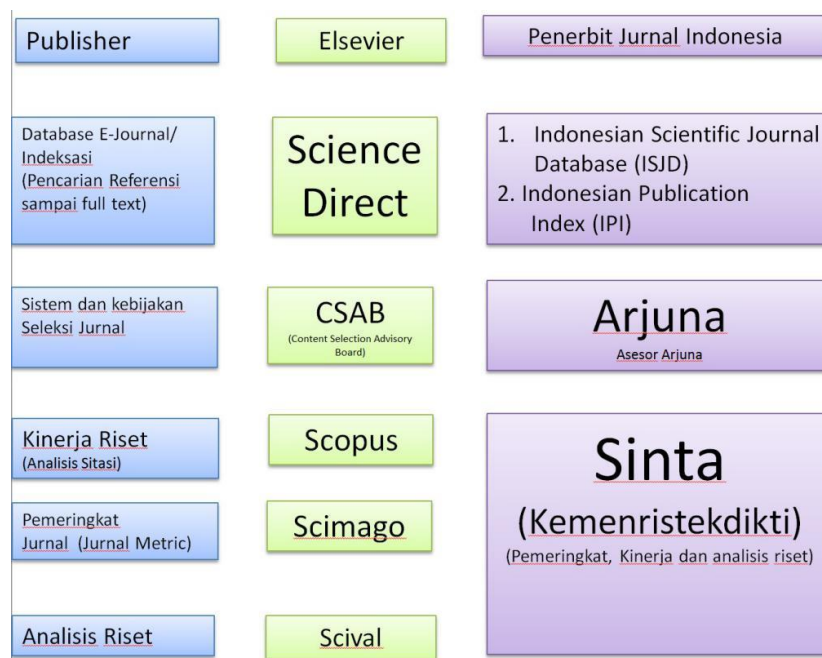 Publisher
Elsevier
Penerbit Jurnal Indonesia
Database E-Journal/
Indeksasi
(Pencarian Referensi
sampai full text)
Science
Direct
1. Indonesian Scientific Journal
Database (ISJD)
2. Indonesian Publication
Index (IPI)
Sistem dan kebijakan
Seleksi Jurnal
CSAB
(Content Selection Advisory
Board)
Arjuna
Asesor Arjuna
Kinerja Riset
(Analisis Sitasi)
Scopus
Sinta
(Kemenristekdikti)
(Pemeringkat, Kinerja dan analisis riset)
Pemeringkat
Jurnal (Jurnal Metric)
Scimago
Analisis Riset
Scival